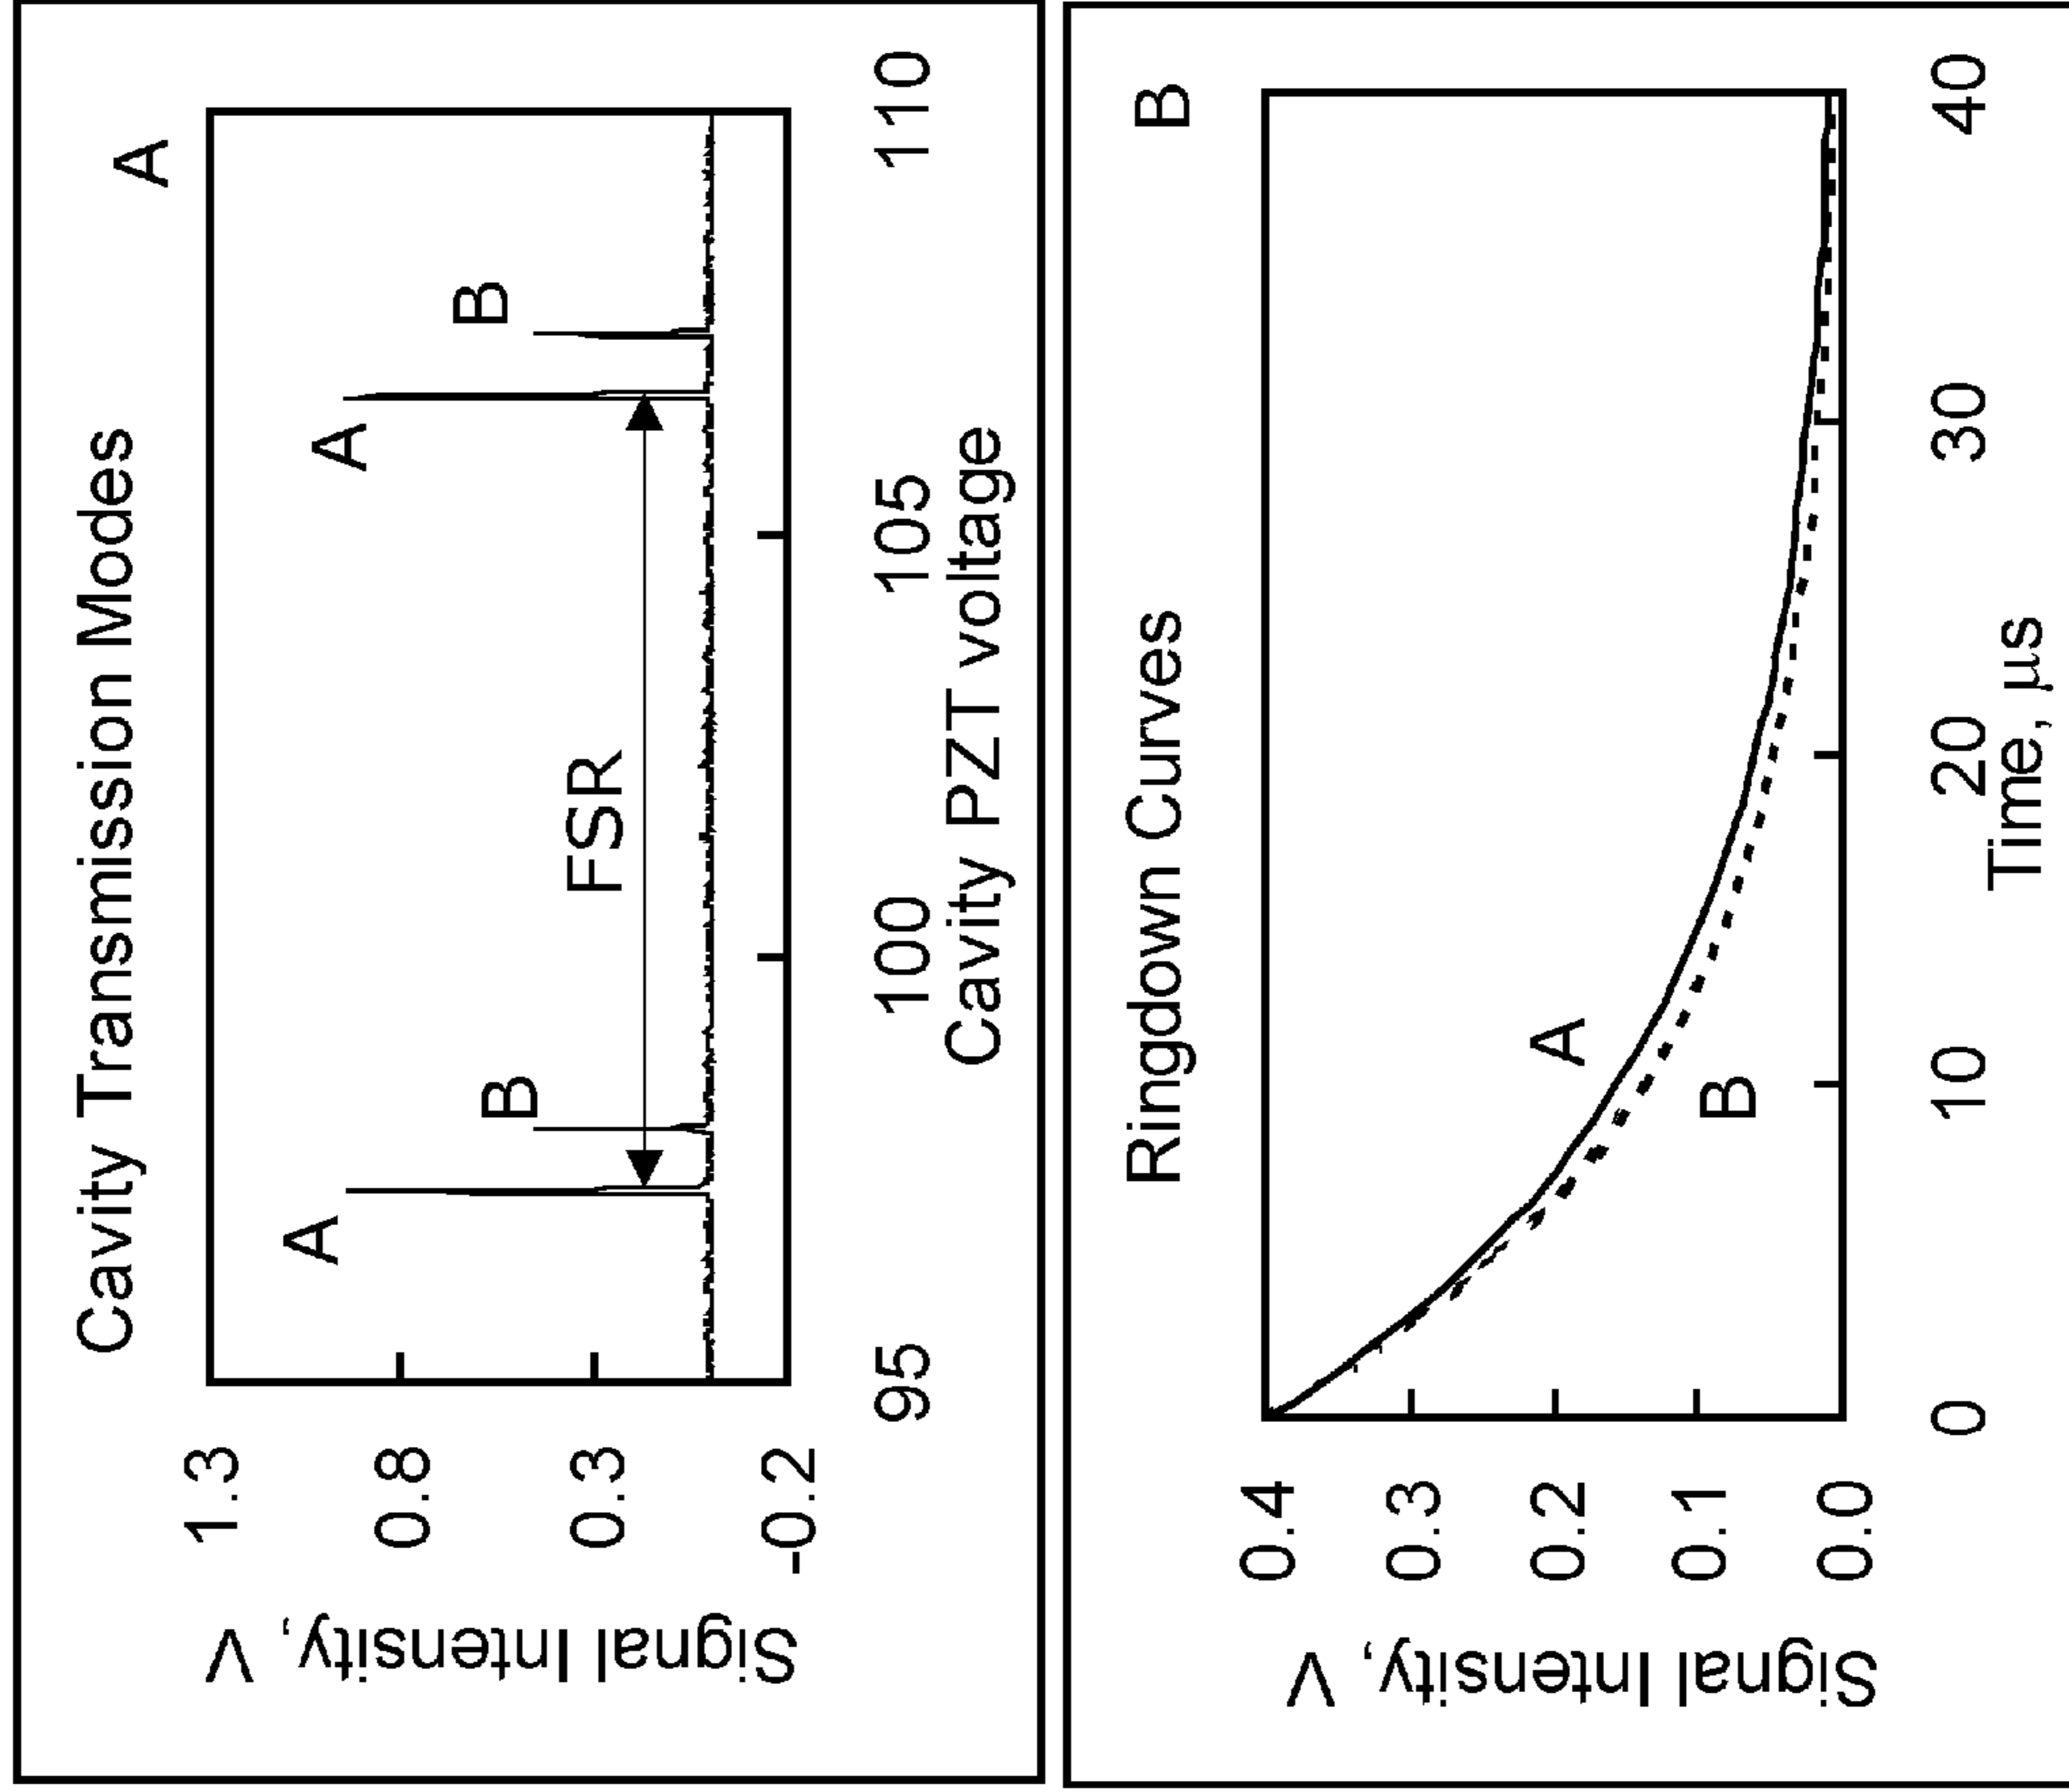 Cavity Transmission Modes
A
Signal Intensity, V
1.3
0.8
0.3
-0.2
A
B
A
B
FSR
95
100
105
110
Cavity PZT voltage
Ringdown Curves
B
Signal Intensity, V
0.4
0.3
0.2
0.1
0.0
A
B
0
10
20
30
40
Time, μs